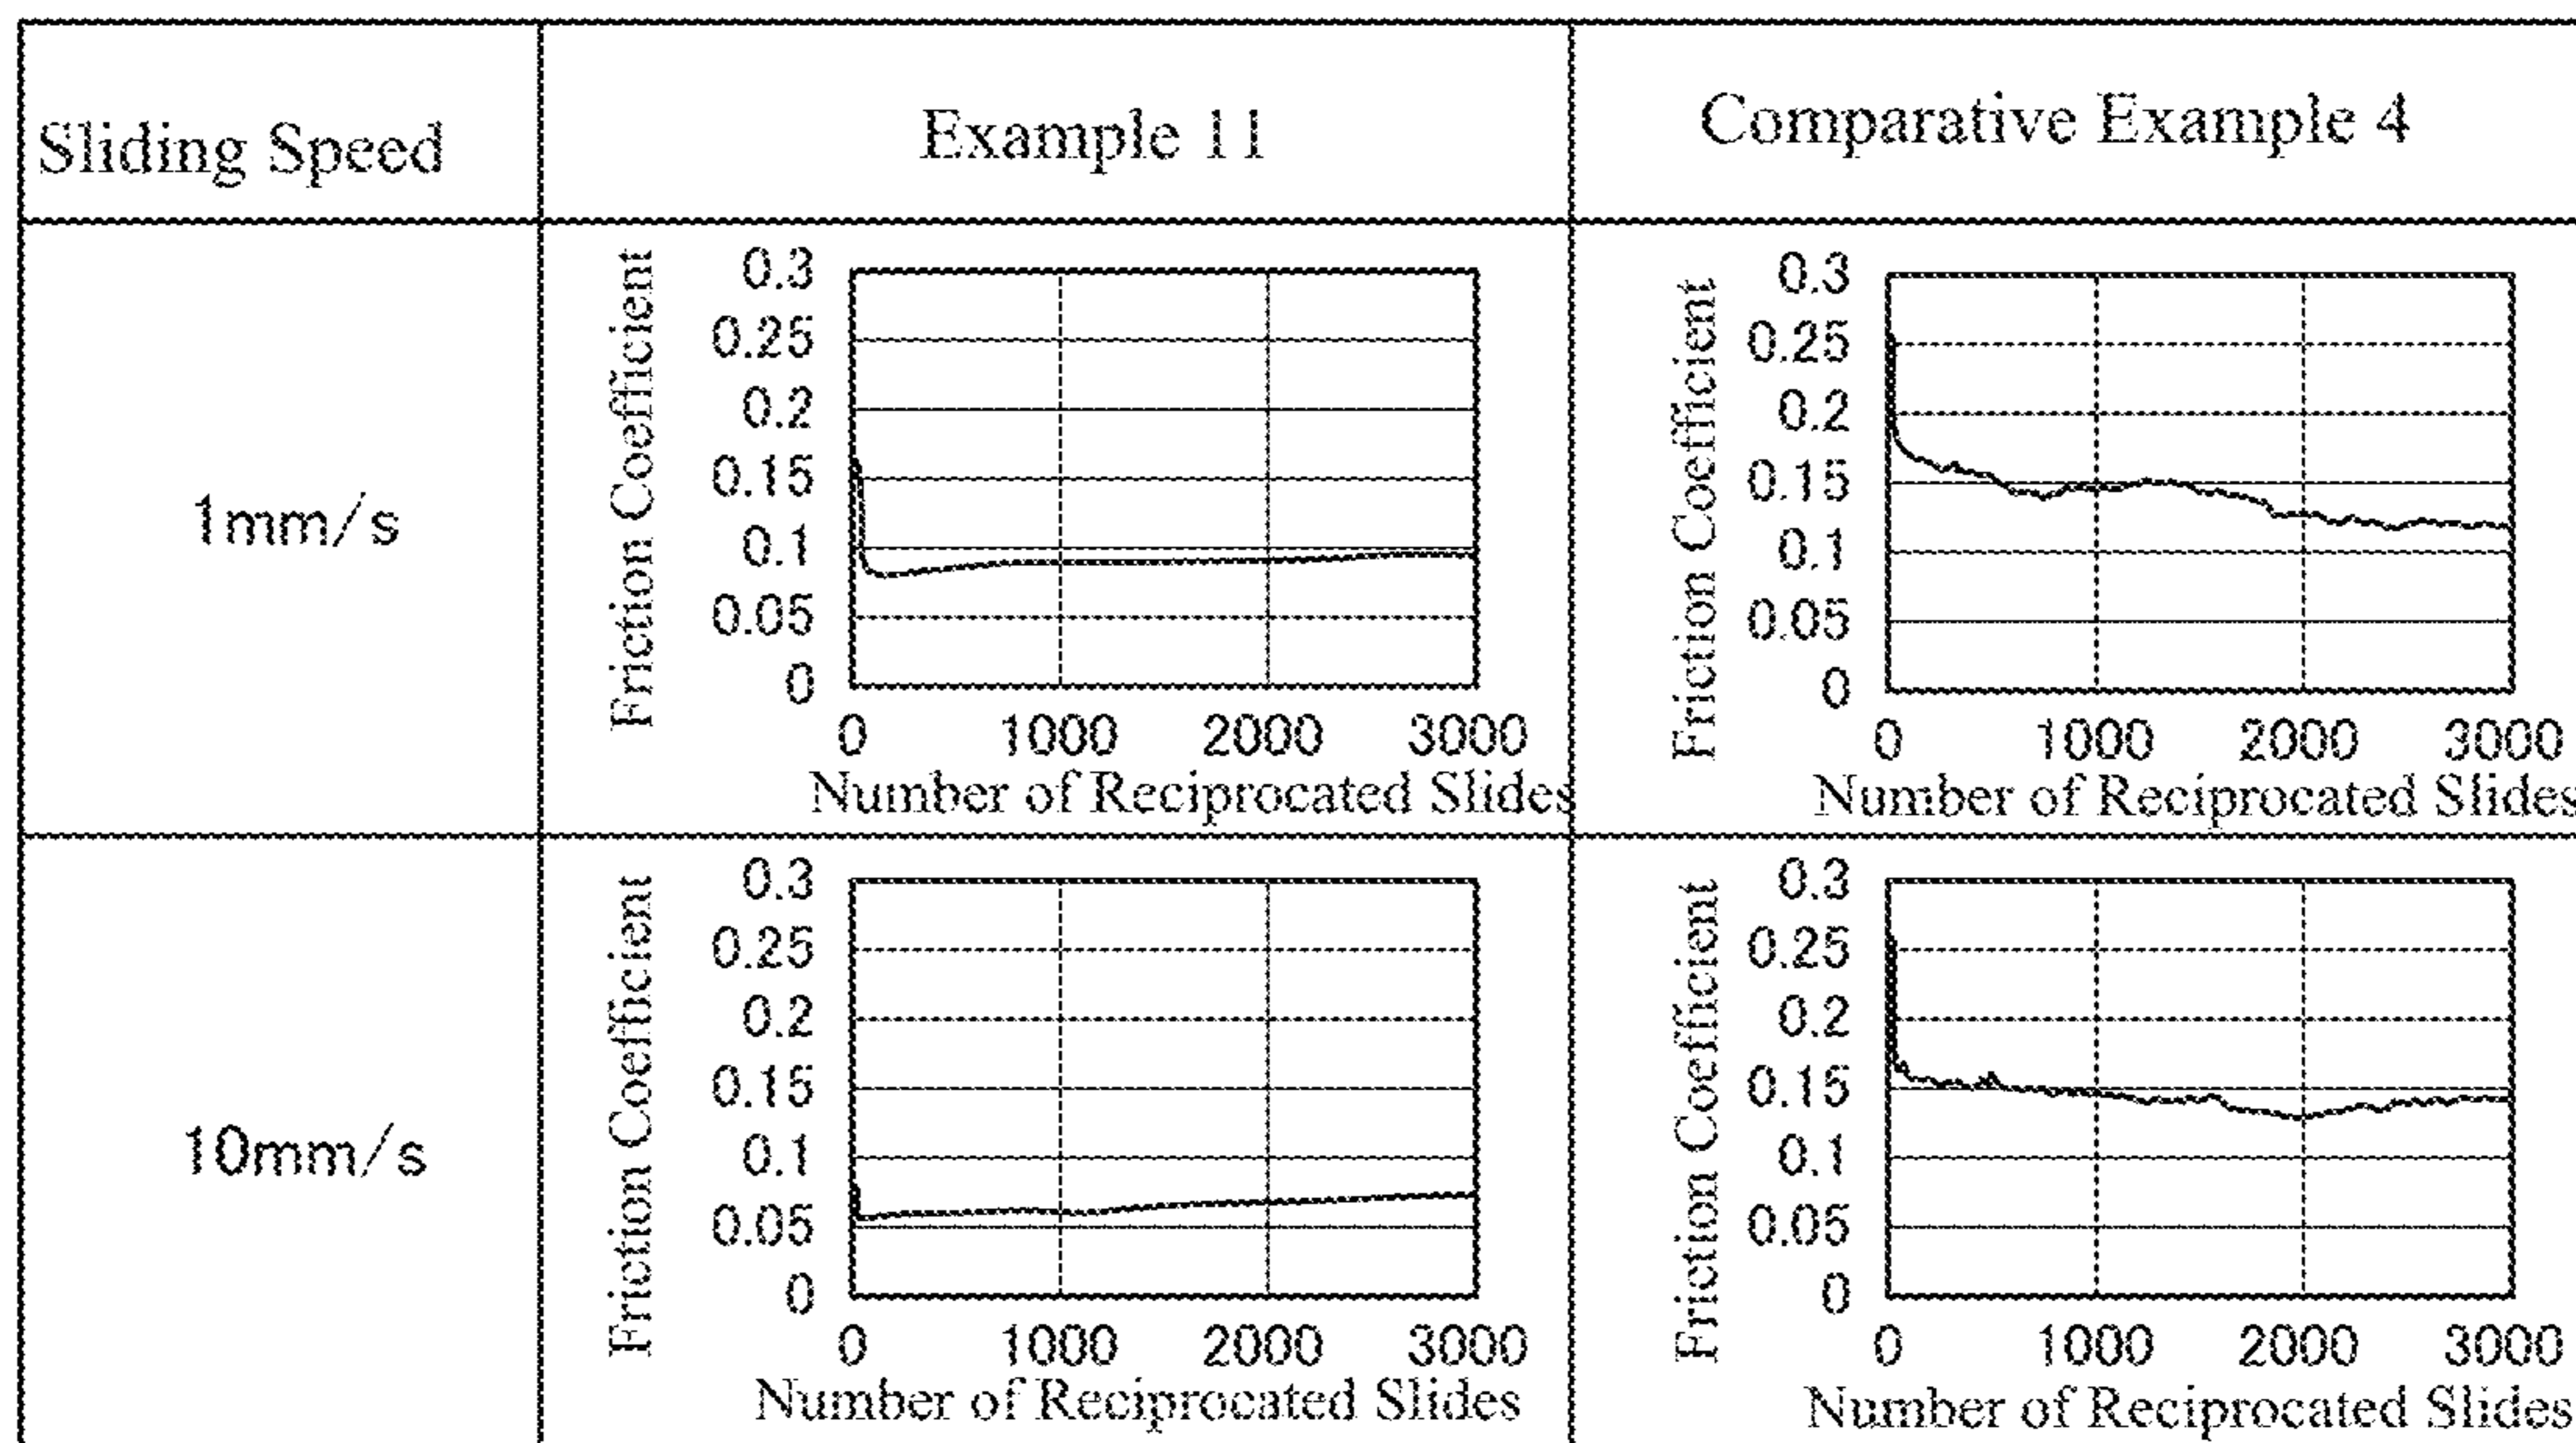 Sliding Speed
Example 11
Comparative Example 4
1mm/s
Friction Coefficient
0.3
0.25
0.2
0.15
0.1
0.05
0
0 1000 2000 3000
Number of Reciprocated Slides
Friction Coefficient
0.3
0.25
0.2
0.15
0.1
0.05
0
0 1000 2000 3000
Number of Reciprocated Slides
10mm/s
Friction Coefficient
0.3
0.25
0.2
0.15
0.1
0.05
0
0 1000 2000 3000
Number of Reciprocated Slides
Friction Coefficient
0.3
0.25
0.2
0.15
0.1
0.05
0
0 1000 2000 3000
Number of Reciprocated Slides